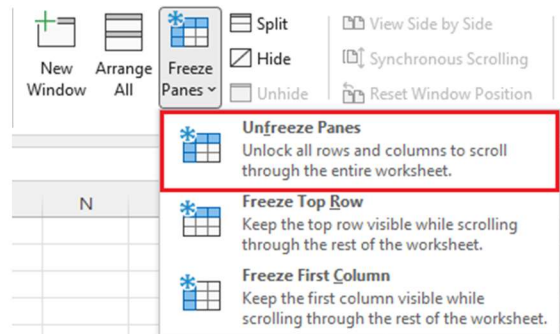 New Window
Arrange All
Freeze Panes
Split
Hide
Unhide
View Side by Side
Synchronous Scrolling
Reset Window Position
Unfreeze Panes
Unlock all rows and columns to scroll
through the entire worksheet.
N
Freeze Top Row
Keep the top row visible while scrolling
through the rest of the worksheet.
Freeze First Column
Keep the first column visible while
scrolling through the rest of the worksheet.